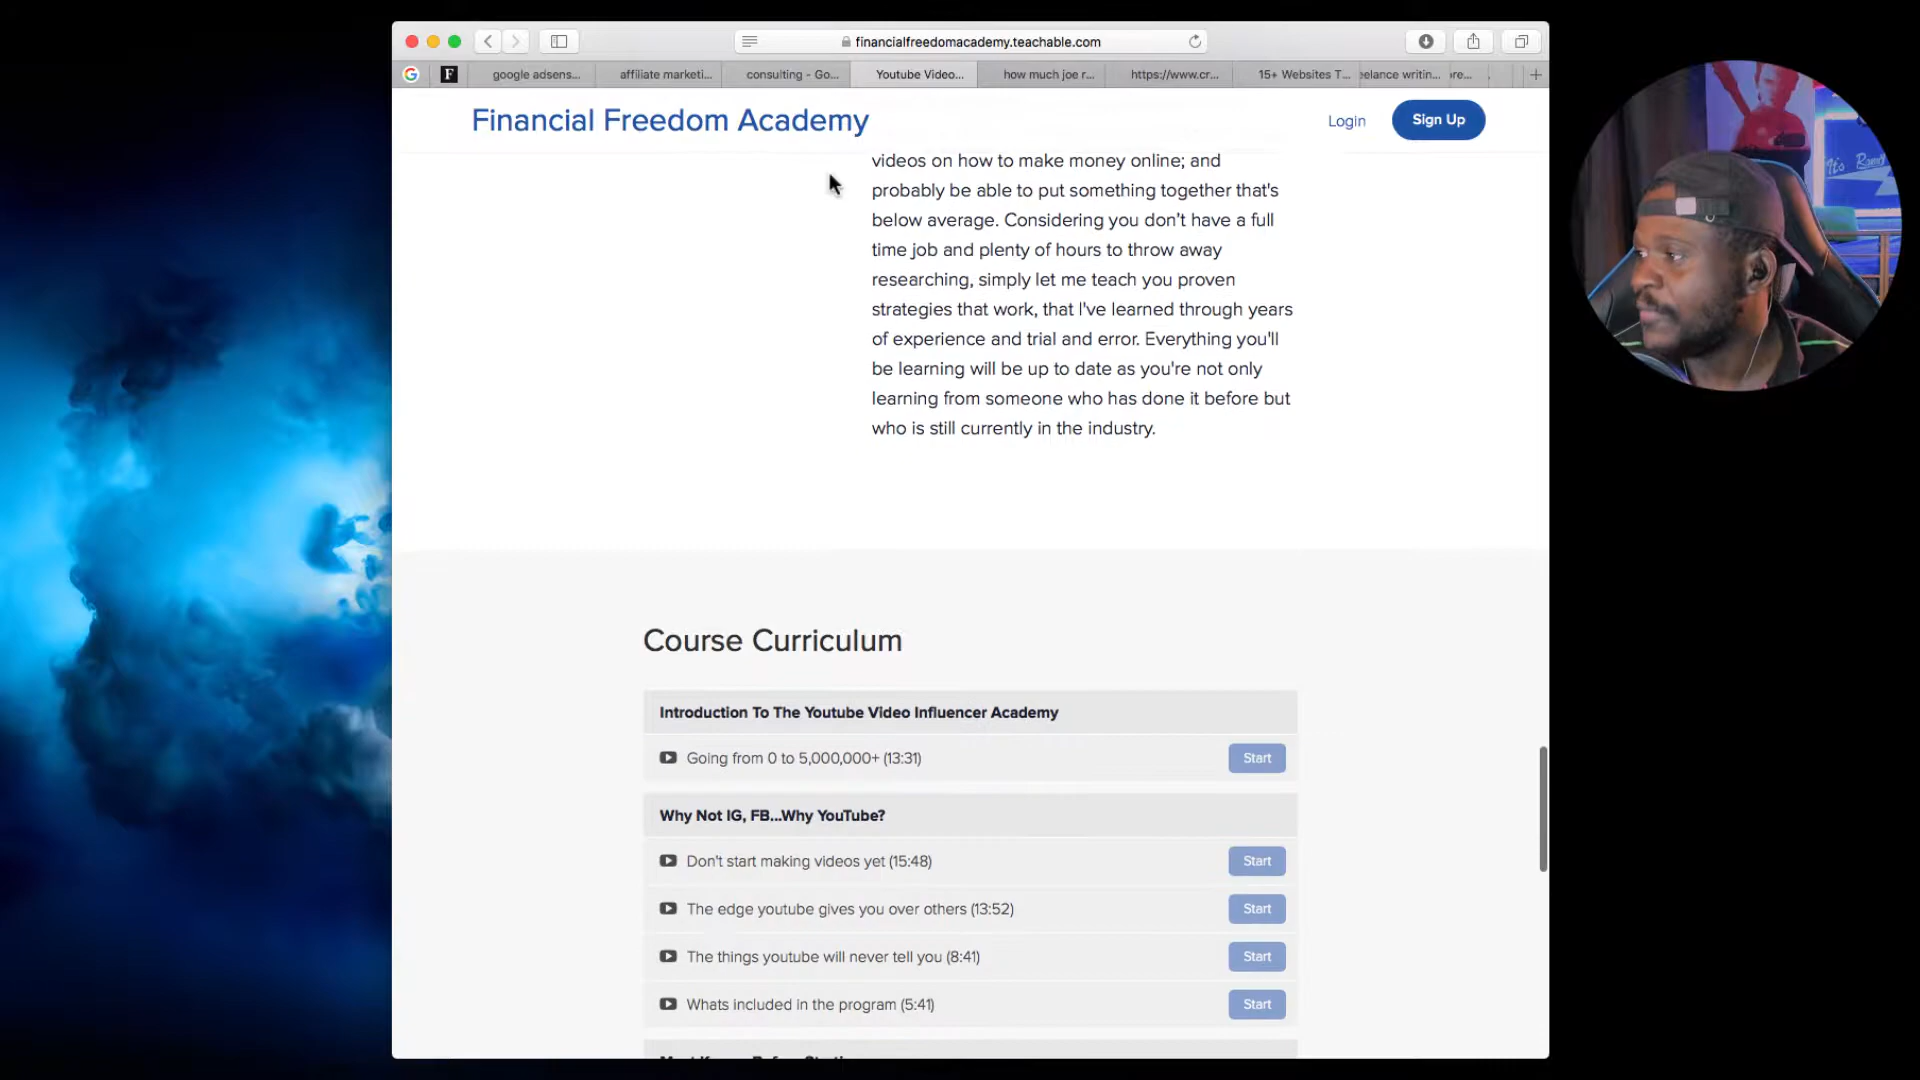 financialfreedomacademy.teachable.com
G
F
google adsens...
affiliate marketi...
consulting - Go...
Youtube Video...
how much joe r...
https://www.cr...
15+ Websites T...
elance writin...
re...
Financial Freedom Academy
Login
Sign Up
videos on how to make money online; and
probably be able to put something together that's
below average. Considering you don't have a full
time job and plenty of hours to throw away
researching, simply let me teach you proven
strategies that work, that I've learned through years
of experience and trial and error. Everything you'll
be learning will be up to date as you're not only
learning from someone who has done it before but
who is still currently in the industry.
Course Curriculum
Introduction To The Youtube Video Influencer Academy
Going from 0 to 5,000,000+ (13:31)
Start
Why Not IG, FB...Why YouTube?
Don't start making videos yet (15:48)
Start
The edge youtube gives you over others (13:52)
Start
The things youtube will never tell you (8:41)
Start
Whats included in the program (5:41)
Start